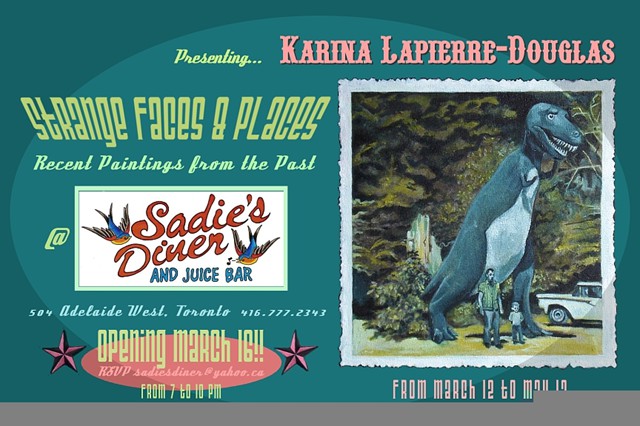 Presenting... Karina Lapierre-Douglas
Strange Faces & Places
Recent Paintings from the Past
@ Sadie's
Diner
AND JUICE BAR
504 Adelaide West, Toronto 416.777.2343
Opening March 16!!
RSVP sadiesdiner@yahoo.ca
From 7 to 10 PM
From March 12 to